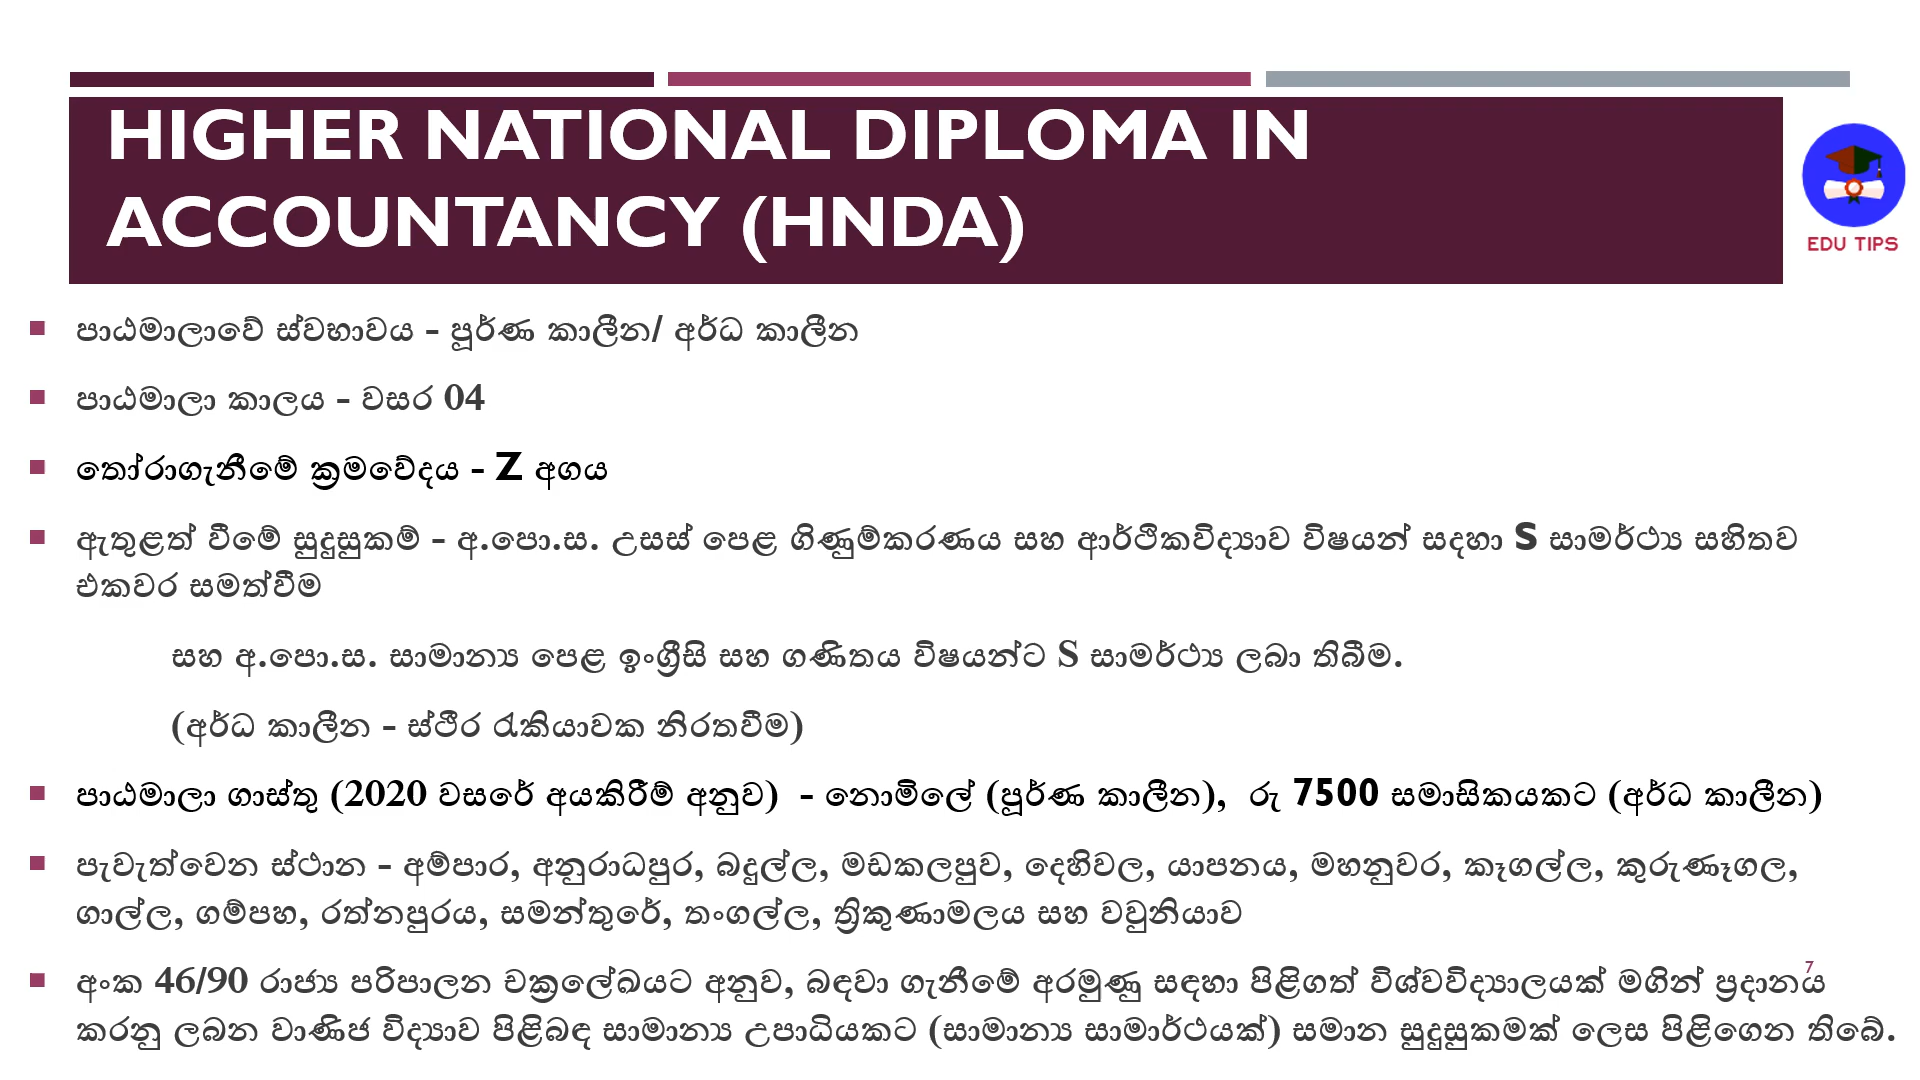 HIGHER NATIONAL DIPLOMA IN
ACCOUNTANCY (HNDA)
EDU TIPS
පාඨමාලාවේ ස්වභාවය - පූර්ණ කාලීන/ අර්ධ කාලීන
පාඨමාලා කාලය - වසර 04
තෝරාගැනීමේ ක්‍රමවේදය - Z අගය
ඇතුළත් වීමේ සුදුසුකම් - අ.පො.ස. උසස් පෙළ ගිණුම්කරණය සහ ආර්ථිකවිද්‍යාව විෂයන් සදහා S සාමර්ථ්‍ය සහිතව
එකවර සමත්වීම
සහ අ.පො.ස. සාමාන්‍ය පෙළ ඉංග්‍රීසි සහ ගණිතය විෂයන්ට S සාමර්ථ්‍ය ලබා තිබීම.
(අර්ධ කාලීන - ස්ථීර රැකියාවක නිරතවීම)
පාඨමාලා ගාස්තු (2020 වසරේ අයකිරීම් අනුව) - නොමිලේ (පූර්ණ කාලීන), රු 7500 සමාසිකයකට (අර්ධ කාලීන)
පැවැත්වෙන ස්ථාන - අම්පාර, අනුරාධපුර, බදුල්ල, මඩකලපුව, දෙහිවල, යාපනය, මහනුවර, කෑගල්ල, කුරුණෑගල,
ගාල්ල, ගම්පහ, රත්නපුරය, සමන්තුරේ, තංගල්ල, ත්‍රිකුණාමලය සහ වවුනියාව
අංක 46/90 රාජ්‍ය පරිපාලන චක්‍රලේඛයට අනුව, බඳවා ගැනීමේ අරමුණු සඳහා පිළිගත් විශ්වවිද්‍යාලයක් මගින් ප්‍රදානය
කරනු ලබන වාණිජ විද්‍යාව පිළිබඳ සාමාන්‍ය උපාධියකට (සාමාන්‍ය සාමාර්ථයක්) සමාන සුදුසුකමක් ලෙස පිළිගෙන තිබේ.
7